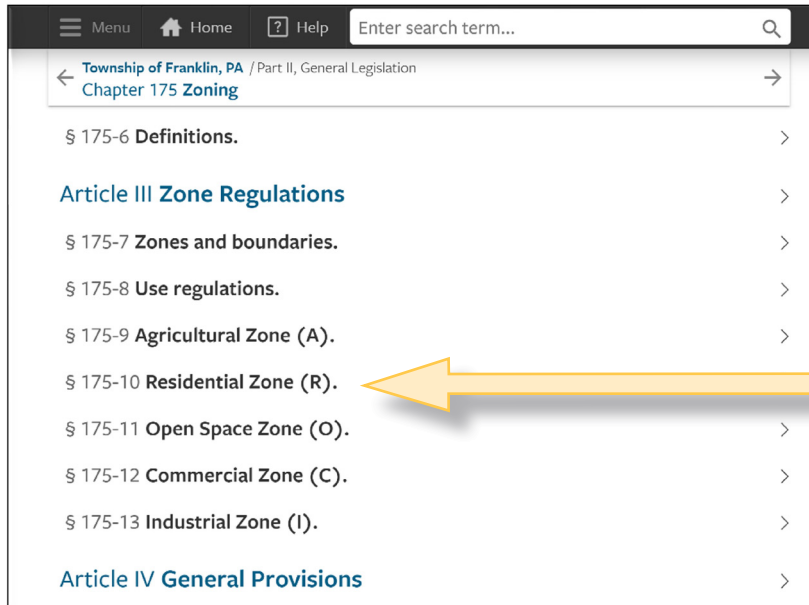 Menu Home ? Help Enter search term...
Township of Franklin, PA / Part II, General Legislation
Chapter 175 Zoning
§ 175-6 Definitions.
Article III Zone Regulations
§ 175-7 Zones and boundaries.
§ 175-8 Use regulations.
§ 175-9 Agricultural Zone (A).
§ 175-10 Residential Zone (R).
§ 175-11 Open Space Zone (O).
§ 175-12 Commercial Zone (C).
§ 175-13 Industrial Zone (I).
Article IV General Provisions